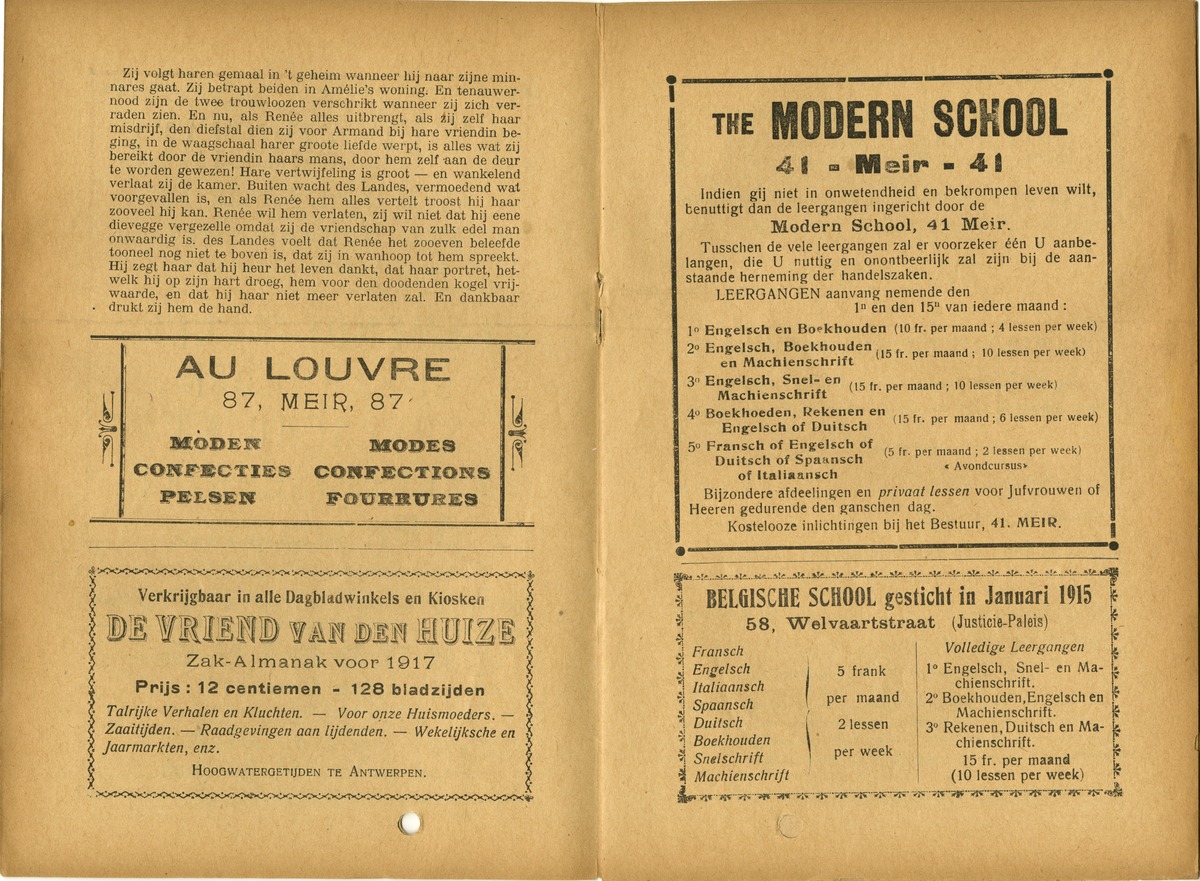 Zij volgt haren gemaal in 't geheim wanneer hij naar zijne min-
nares gaat. Zij betrapt beiden in Amélie's woning. En tenauwer-
nood zijn de twee trouwloozen verschrikt wanneer zij zich ver-
raden zien. En nu, als Renée alles uitbrengt, als zij zelf haar
misdrijf, den diefstal dien zij voor Armand bij hare vriendin be-
ging, in de waagschaal harer groote liefde werpt, is alles wat zij
bereikt door de vriendin haars mans, door hem zelf aan de deur
te worden gewezen! Hare vertwijfeling is groot — en wankelend
verlaat zij de kamer. Buiten wacht des Landes, vermoedend wat
voorgevallen is, en als Renée hem alles vertelt troost hij haar
zooveel hij kan. Renée wil hem verlaten, zij wil niet dat hij eene
dievegge vergezelle omdat zij de vriendschap van zulk edel man
onwaardig is. des Landes voelt dat Renée het zooeven beleefde
tooneel nog niet te boven is, dat zij in wanhoop tot hem spreekt.
Hij zegt haar dat hij heur het leven dankt, dat haar portret, het-
welk hij op zijn hart droeg, hem voor den doodenden kogel vrij-
waarde, en dat hij haar niet meer verlaten zal. En dankbaar
drukt zij hem de hand.
AU LOUVRE
87, MEIR, 87
MODEN MODES
CONFECTIES CONFECTIONS
PELSEN FOURRURES
Verkrijgbaar in alle Dagbladwinkels en Kiosken
DE VRIEND VAN DEN HUIZE
Zak-Almanak voor 1917
Prijs : 12 centiemen - 128 bladzijden
Talrijke Verhalen en Kluchten. — Voor onze Huismoeders. —
Zaaitijden. — Raadgevingen aan lijdenden. — Wekelijksche en
Jaarmarkten, enz.
HOOGWATERGETIJDEN TE ANTWERPEN.
THE MODERN SCHOOL
41 - Meir - 41
Indien gij niet in onwetendheid en bekrompen leven wilt,
benuttigt dan de leergangen ingericht door de
Modern School, 41 Meir.
Tusschen de vele leergangen zal er voorzeker één U aanbe-
langen, die U nuttig en onontbeerlijk zal zijn bij de aan-
staande herneming der handelszaken.
LEERGANGEN aanvang nemende den
1n en den 15n van iedere maand :
1o Engelsch en Boekhouden (10 fr. per maand ; 4 lessen per week)
2o Engelsch, Boekhouden
en Machienschrift (15 fr. per maand ; 10 lessen per week)
3o Engelsch, Snel- en
Machienschrift (15 fr. per maand ; 10 lessen per week)
4o Boekhoeden, Rekenen en
Engelsch of Duitsch (15 fr. per maand ; 6 lessen per week)
5o Fransch of Engelsch of
Duitsch of Spaansch (5 fr. per maand ; 2 lessen per week)
of Italiaansch « Avondcursus»
Bijzondere afdeelingen en privaat lessen voor Jufvrouwen of
Heeren gedurende den ganschen dag.
Kostelooze inlichtingen bij het Bestuur, 41. MEIR.
BELGISCHE SCHOOL gesticht in Januari 1915
58, Welvaartstraat (Justicie-Paleis)
Fransch
Engelsch
Italiaansch
Spaansch
Duitsch
Boekhouden
Snelschrift
Machienschrift
5 frank
per maand
2 lessen
per week
Volledige Leergangen
1o Engelsch, Snel- en Ma-
chienschrift.
2o Boekhouden, Engelsch en
Machienschrift.
3o Rekenen, Duitsch en Ma-
chienschrift.
15 fr. per maand
(10 lessen per week)